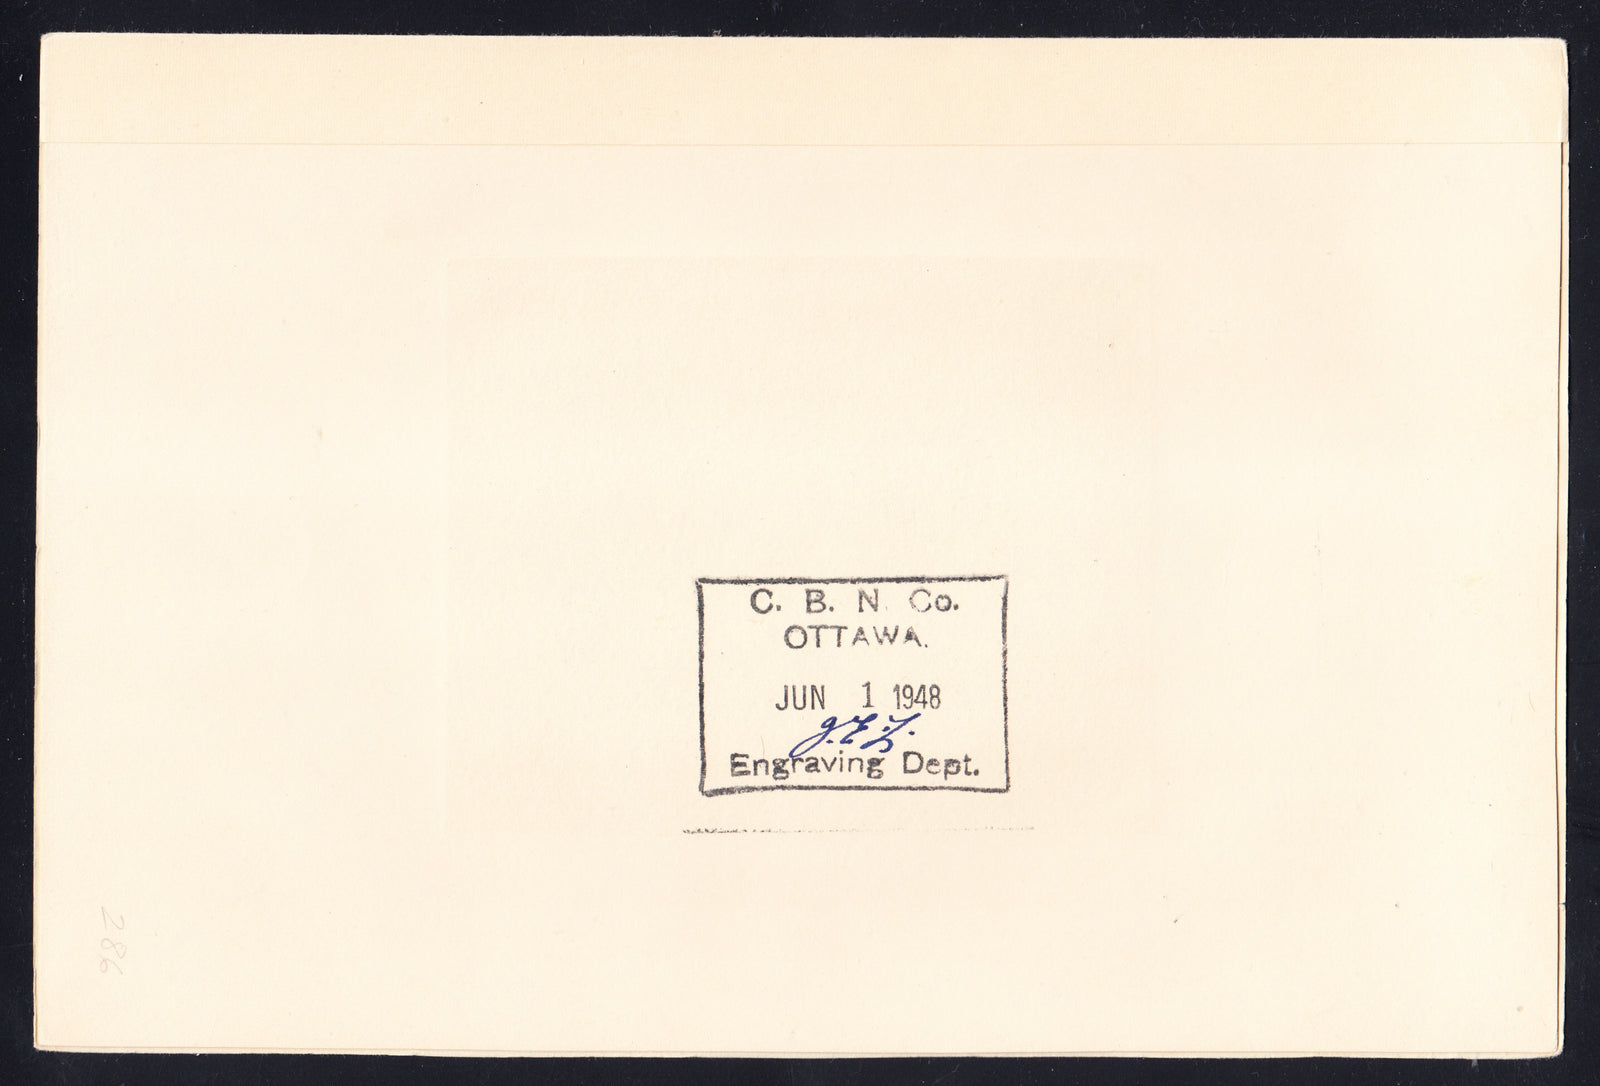 C. B. N. Co.
OTTAWA.
JUN 1 1948
Engraving Dept.
286